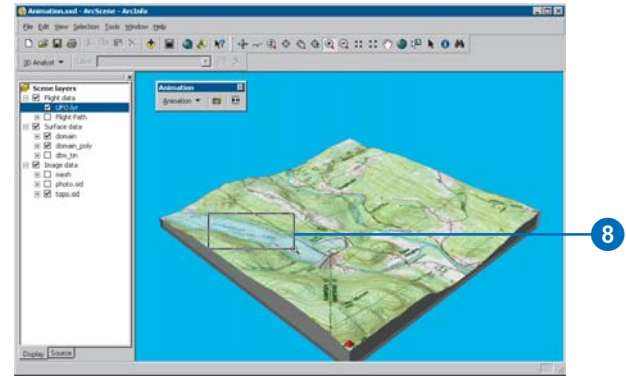 Animation.sxd - ArcScene - ArcInfo
File Edit View Selection Tools Window Help
3D Analyst Layer
Scene layers
Flight data
UFO.lyr
Flight Path
Surface data
domain
domain_poly
dtm_tin
Image data
mesh
photo.sid
topo.sid
Animation
Animation
8
Display Source